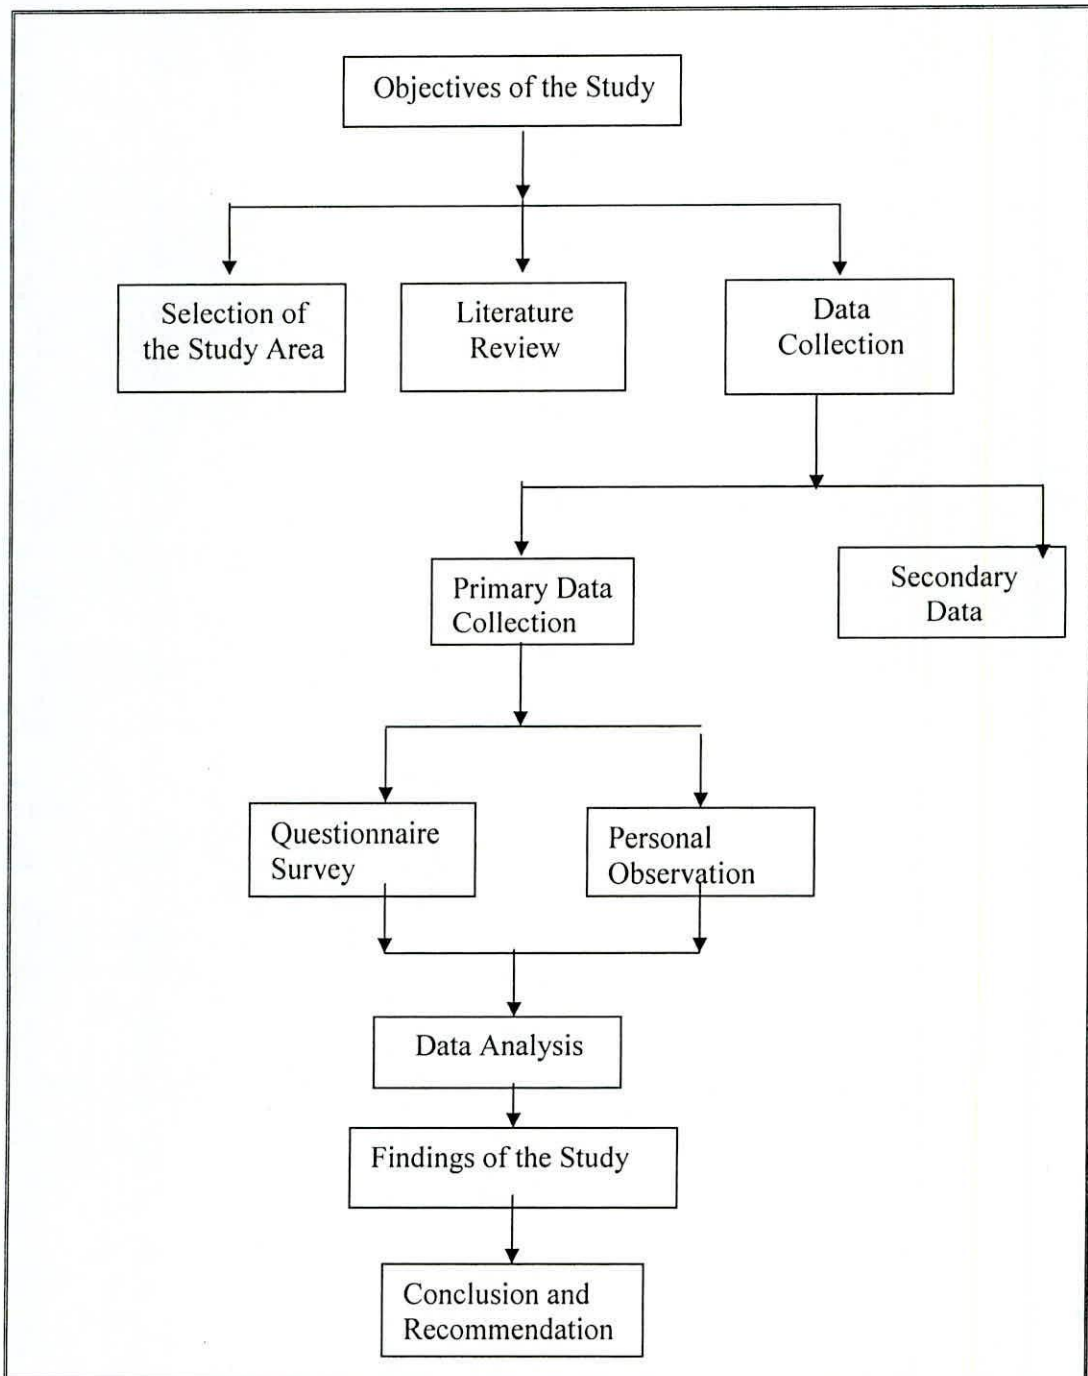 Objectives of the Study
Selection of
the Study Area
Literature
Review
Data
Collection
Primary Data
Collection
Secondary
Data
Questionnaire
Survey
Personal
Observation
Data Analysis
Findings of the Study
Conclusion and
Recommendation